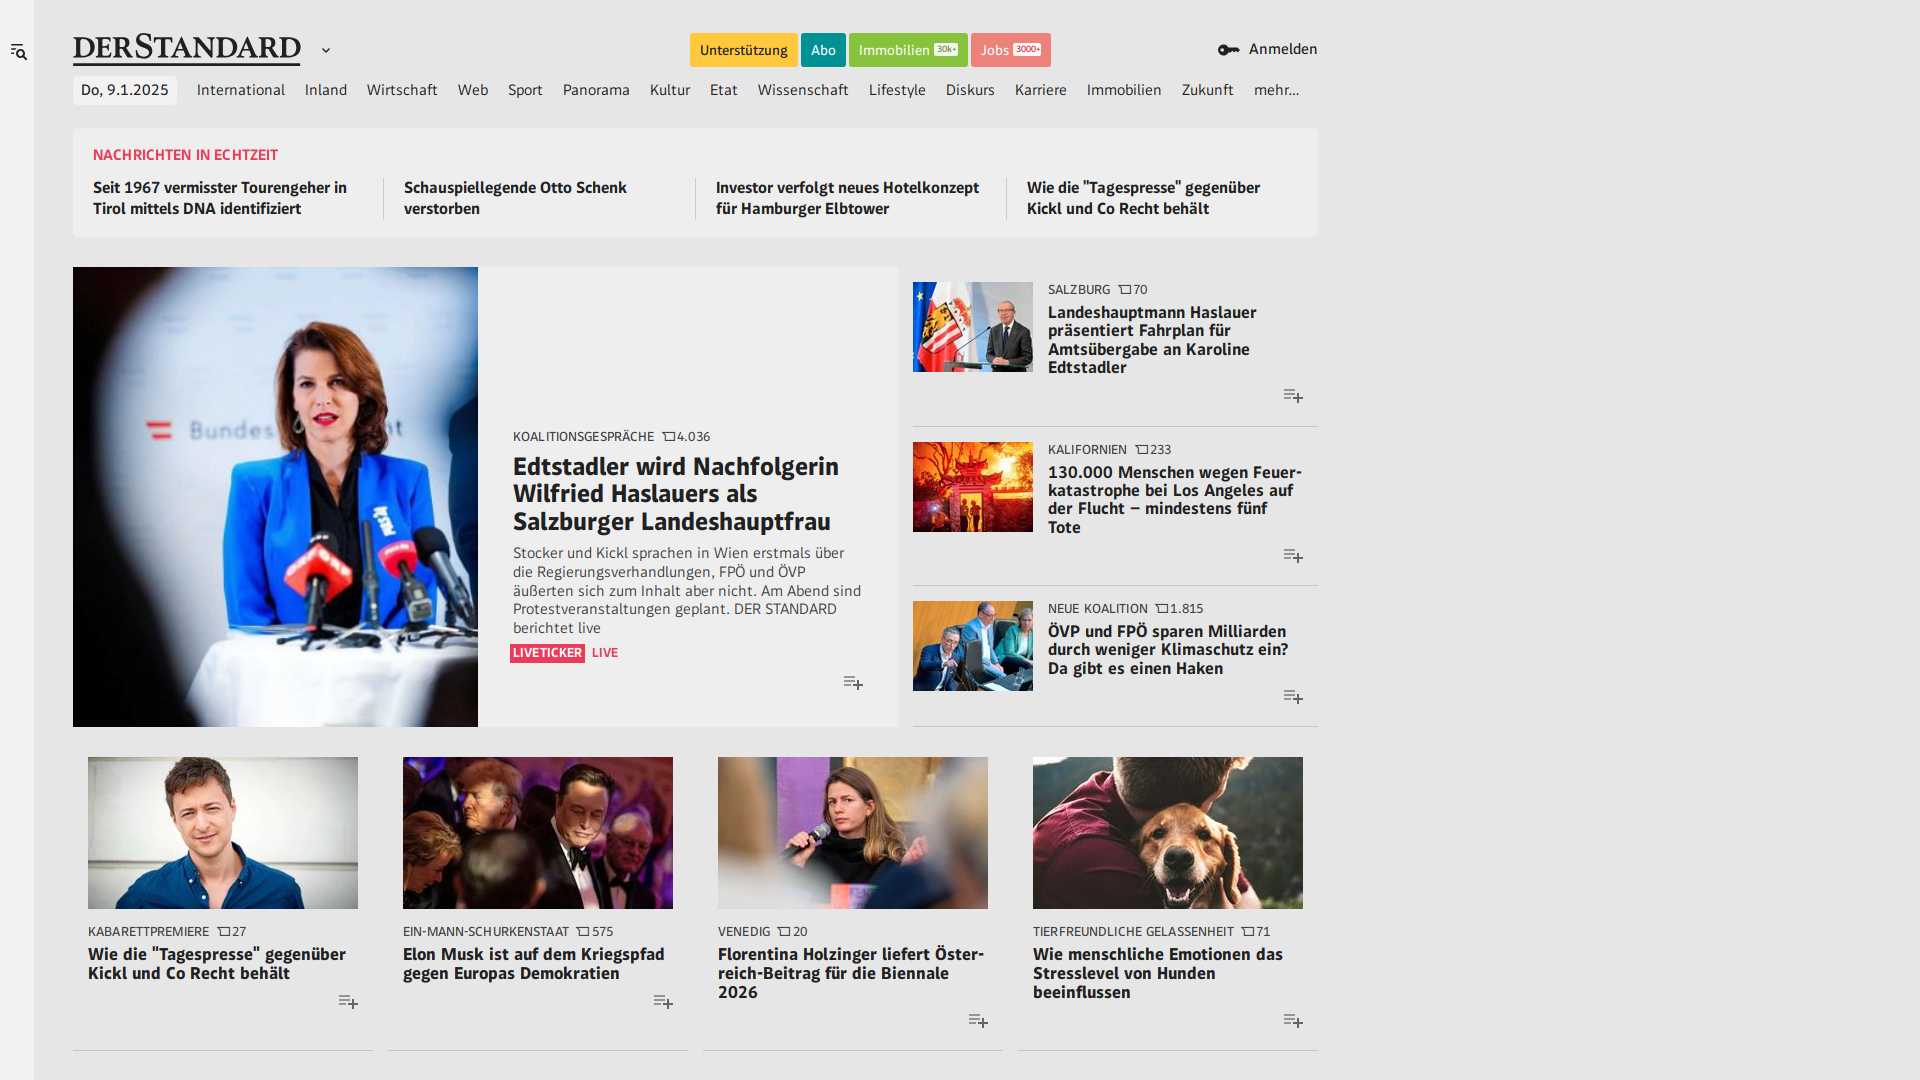 DERSTANDARD
Unterstützung
Abo
Immobilien 30k+
Jobs 3000+
Anmelden
Do, 9.1.2025
International
Inland
Wirtschaft
Web
Sport
Panorama
Kultur
Etat
Wissenschaft
Lifestyle
Diskurs
Karriere
Immobilien
Zukunft
mehr...
NACHRICHTEN IN ECHTZEIT
Seit 1967 vermisster Tourengeher in
Tirol mittels DNA identifiziert
Schauspiellegende Otto Schenk
verstorben
Investor verfolgt neues Hotelkonzept
für Hamburger Elbtower
Wie die "Tagespresse" gegenüber
Kickl und Co Recht behält
KOALITIONSGESPRÄCHE 4.036
Edtstadler wird Nachfolgerin
Wilfried Haslauers als
Salzburger Landeshauptfrau
Stocker und Kickl sprachen in Wien erstmals über
die Regierungsverhandlungen, FPÖ und ÖVP
äußerten sich zum Inhalt aber nicht. Am Abend sind
Protestveranstaltungen geplant. DER STANDARD
berichtet live
LIVETICKER LIVE
SALZBURG 70
Landeshauptmann Haslauer
präsentiert Fahrplan für
Amtsübergabe an Karoline
Edtstadler
KALIFORNIEN 233
130.000 Menschen wegen Feuer-
katastrophe bei Los Angeles auf
der Flucht – mindestens fünf
Tote
NEUE KOALITION 1.815
ÖVP und FPÖ sparen Milliarden
durch weniger Klimaschutz ein?
Da gibt es einen Haken
KABARETTPREMIERE 27
Wie die "Tagespresse" gegenüber
Kickl und Co Recht behält
EIN-MANN-SCHURKENSTAAT 575
Elon Musk ist auf dem Kriegspfad
gegen Europas Demokratien
VENEDIG 20
Florentina Holzinger liefert Öster-
reich-Beitrag für die Biennale
2026
TIERFREUNDLICHE GELASSENHEIT 71
Wie menschliche Emotionen das
Stresslevel von Hunden
beeinflussen